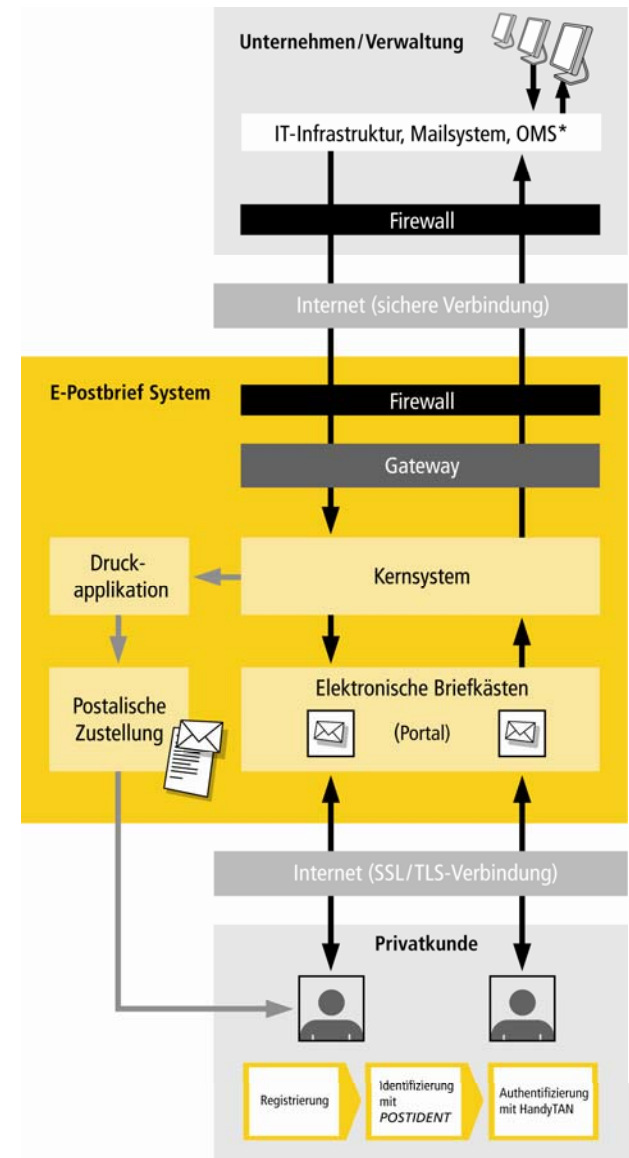 Unternehmen/Verwaltung
IT-Infrastruktur, Mailsystem, OMS*
Firewall
Internet (sichere Verbindung)
E-Postbrief System
Firewall
Gateway
Druck-
applikation
Kernsystem
Postalische
Zustellung
Elektronische Briefkästen
(Portal)
Internet (SSL/TLS-Verbindung)
Privatkunde
Registrierung
Identifizierung
mit
POSTIDENT
Authentifizierung
mit HandyTAN